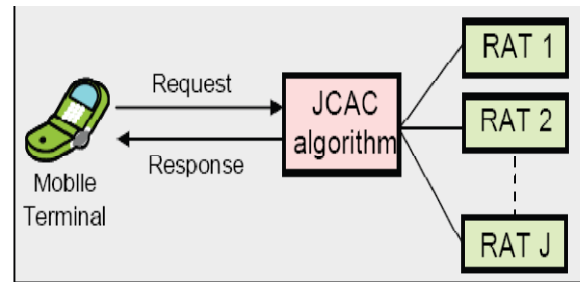 Request
Response
Mobile
Terminal
JCAC
algorithm
RAT 1
RAT 2
RAT J